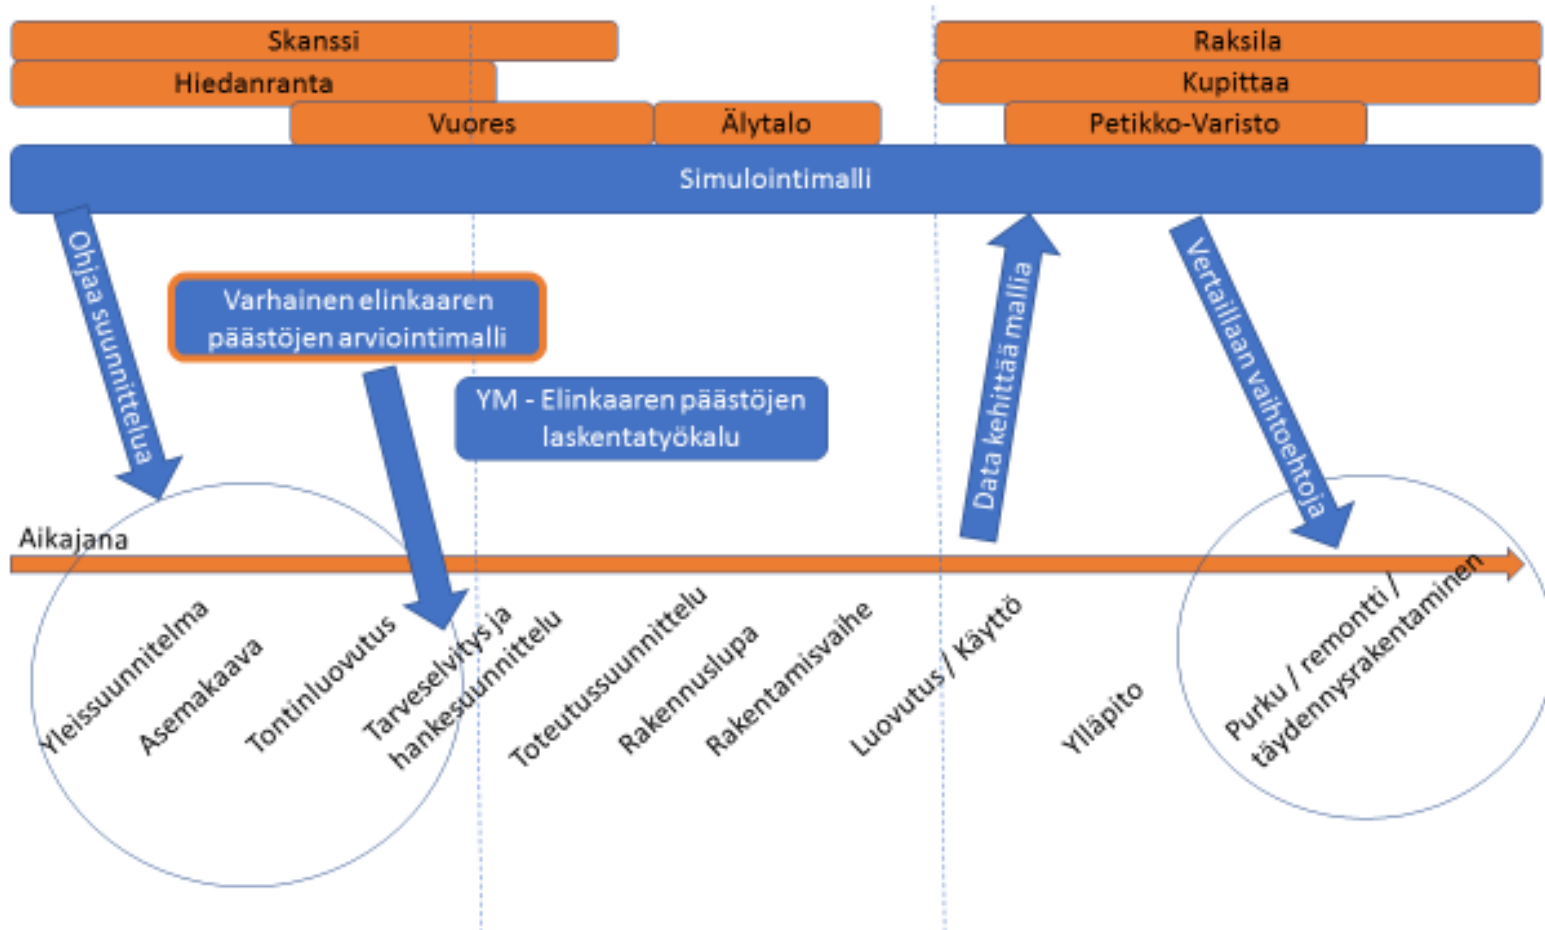 Skanssi
Raksila
Hiedanranta
Kupittaa
Vuores
Älytalo
Petikko-Varisto
Simulointimalli
Ohjaa suunnittelua
Varhainen elinkaaren
päästöjen arviointimalli
YM - Elinkaaren päästöjen
laskentatyökalu
Data kehittää mallia
Vertaillaan vaihtoehtoja
Aikajana
Yleissuunnitelma
Asemakaava
Tontinluovutus
Tarveselvitys ja
hankesuunnittelu
Toteutussuunnittelu
Rakennuslupa
Rakentamisvaihe
Luovutus / Käyttö
Ylläpito
Purku / remontti /
täydennysrakentaminen